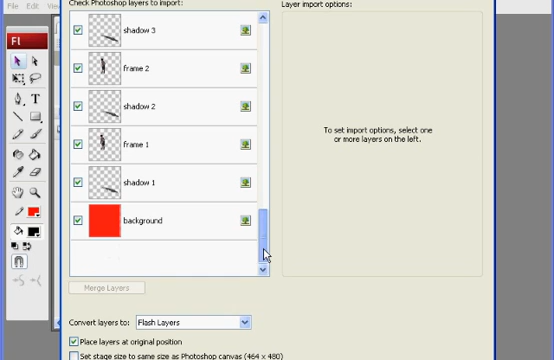 File Edit View
Check Photoshop layers to import:
Layer import options:
Fl
shadow 3
frame 2
shadow 2
frame 1
shadow 1
background
To set import options, select one
or more layers on the left.
T
Merge Layers
Convert layers to: Flash Layers
Place layers at original position
Set stage size to same size as Photoshop canvas (464 x 480)